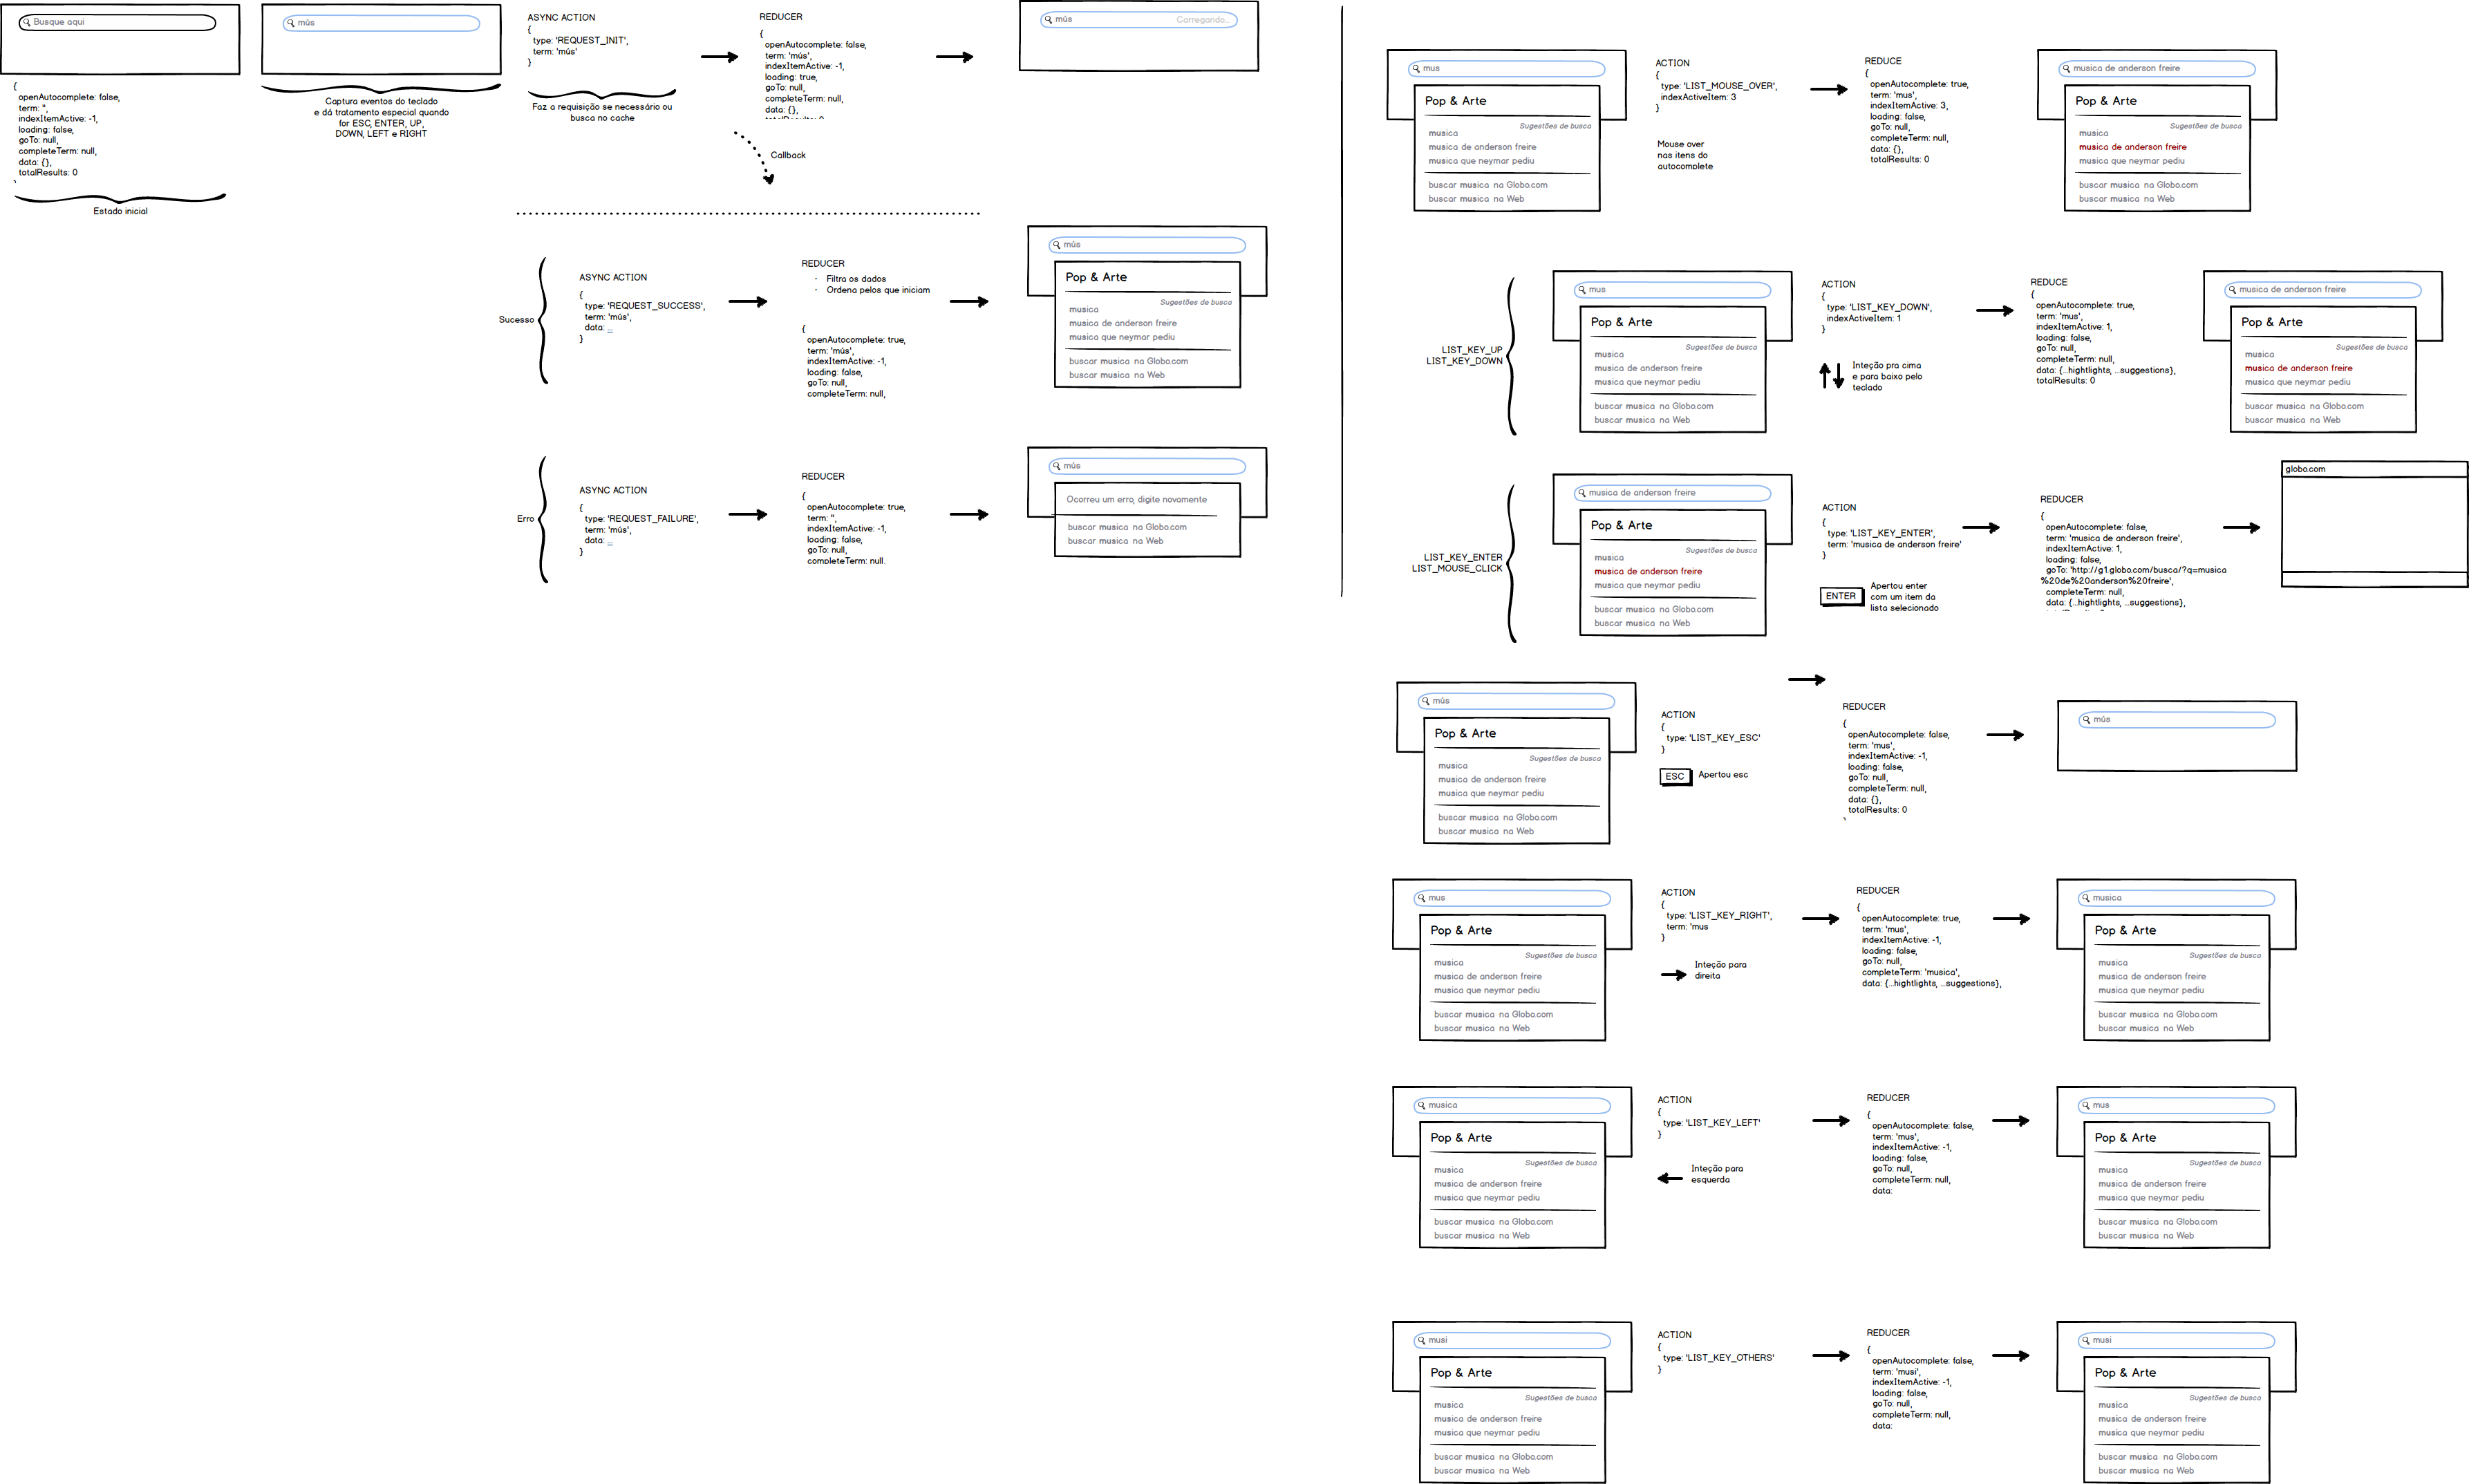 Busque aqui
{
openAutocomplete: false,
term: '',
indexItemActive: -1,
loading: false,
goTo: null,
completeTerm: null,
data: {},
totalResults: 0
Estado inicial
mús
Captura eventos do teclado
e dá tratamento especial quando
for ESC, ENTER, UP,
DOWN, LEFT e RIGHT
ASYNC ACTION
{
type: 'REQUEST_INIT',
term: 'mús'
}
Faz a requisição se necessário ou
busca no cache
REDUCER
{
openAutocomplete: false,
term: 'mús',
indexItemActive: -1,
loading: true,
goTo: null,
completeTerm: null,
data: {},
mús Carregando...
Callback
Sucesso
ASYNC ACTION
{
type: 'REQUEST_SUCCESS',
term: 'mús',
data: ...
}
REDUCER
· Filtra os dados
· Ordena pelos que iniciam
{
openAutocomplete: true,
term: 'mús',
indexItemActive: -1,
loading: false,
goTo: null,
completeTerm: null,
mús
Pop & Arte
Sugestões de busca
musica
musica de anderson freire
musica que neymar pediu
buscar musica na Globo.com
buscar musica na Web
Erro
ASYNC ACTION
{
type: 'REQUEST_FAILURE',
term: 'mús',
data: ...
}
REDUCER
{
openAutocomplete: true,
term: '',
indexItemActive: -1,
loading: false,
goTo: null,
completeTerm: null,
mús
Ocorreu um erro, digite novamente
buscar musica na Globo.com
buscar musica na Web
mus
Pop & Arte
Sugestões de busca
musica
musica de anderson freire
musica que neymar pediu
buscar musica na Globo.com
buscar musica na Web
ACTION
{
type: 'LIST_MOUSE_OVER',
indexActiveItem: 3
}
Mouse over
nas itens do
autocomplete
REDUCE
{
openAutocomplete: true,
term: 'mus',
indexItemActive: 3,
loading: false,
goTo: null,
completeTerm: null,
data: {},
totalResults: 0
musica de anderson freire
Pop & Arte
Sugestões de busca
musica
musica de anderson freire
musica que neymar pediu
buscar musica na Globo.com
buscar musica na Web
LIST_KEY_UP
LIST_KEY_DOWN
mus
Pop & Arte
Sugestões de busca
musica
musica de anderson freire
musica que neymar pediu
buscar musica na Globo.com
buscar musica na Web
ACTION
{
type: 'LIST_KEY_DOWN',
indexActiveItem: 1
}
Inteção pra cima
e para baixo pelo
teclado
REDUCE
{
openAutocomplete: true,
term: 'mus',
indexItemActive: 1,
loading: false,
goTo: null,
completeTerm: null,
data: {...hightlights, ...suggestions},
totalResults: 0
musica de anderson freire
Pop & Arte
Sugestões de busca
musica
musica de anderson freire
musica que neymar pediu
buscar musica na Globo.com
buscar musica na Web
LIST_KEY_ENTER
LIST_MOUSE_CLICK
musica de anderson freire
Pop & Arte
Sugestões de busca
musica
musica de anderson freire
musica que neymar pediu
buscar musica na Globo.com
buscar musica na Web
ACTION
{
type: 'LIST_KEY_ENTER',
term: 'musica de anderson freire'
}
ENTER
Apertou enter
com um item da
lista selecionado
REDUCER
{
openAutocomplete: false,
term: 'musica de anderson freire',
indexItemActive: 1,
loading: false,
goTo: 'http://g1.globo.com/busca/?q=musica
%20de%20anderson%20freire',
completeTerm: null,
data: {...hightlights, ...suggestions},
globo.com
mús
Pop & Arte
Sugestões de busca
musica
musica de anderson freire
musica que neymar pediu
buscar musica na Globo.com
buscar musica na Web
ACTION
{
type: 'LIST_KEY_ESC'
}
ESC
Apertou esc
REDUCER
{
openAutocomplete: false,
term: 'mus',
indexItemActive: -1,
loading: false,
goTo: null,
completeTerm: null,
data: {},
totalResults: 0
mús
mus
Pop & Arte
Sugestões de busca
musica
musica de anderson freire
musica que neymar pediu
buscar musica na Globo.com
buscar musica na Web
ACTION
{
type: 'LIST_KEY_RIGHT',
term: 'mus
}
Inteção para
direita
REDUCER
{
openAutocomplete: true,
term: 'mus',
indexItemActive: -1,
loading: false,
goTo: null,
completeTerm: 'musica',
data: {...hightlights, ...suggestions},
musica
Pop & Arte
Sugestões de busca
musica
musica de anderson freire
musica que neymar pediu
buscar musica na Globo.com
buscar musica na Web
musica
Pop & Arte
Sugestões de busca
musica
musica de anderson freire
musica que neymar pediu
buscar musica na Globo.com
buscar musica na Web
ACTION
{
type: 'LIST_KEY_LEFT'
}
Inteção para
esquerda
REDUCER
{
openAutocomplete: false,
term: 'mus',
indexItemActive: -1,
loading: false,
goTo: null,
completeTerm: null,
data:
mus
Pop & Arte
Sugestões de busca
musica
musica de anderson freire
musica que neymar pediu
buscar musica na Globo.com
buscar musica na Web
musi
Pop & Arte
Sugestões de busca
musica
musica de anderson freire
musica que neymar pediu
buscar musica na Globo.com
buscar musica na Web
ACTION
{
type: 'LIST_KEY_OTHERS'
}
REDUCER
{
openAutocomplete: false,
term: 'musi',
indexItemActive: -1,
loading: false,
goTo: null,
completeTerm: null,
data:
musi
Pop & Arte
Sugestões de busca
musica
musica de anderson freire
musica que neymar pediu
buscar musica na Globo.com
buscar musica na Web